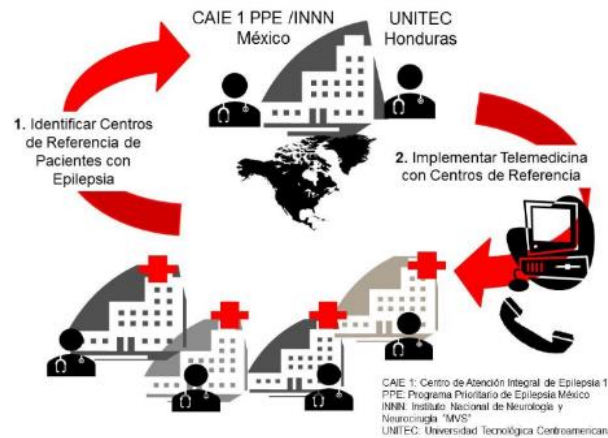 CAIE 1 PPE /INNN
México
UNITEC
Honduras
1. Identificar Centros
de Referencia de
Pacientes con
Epilepsia
2. Implementar Telemedicina
con Centros de Referencia
CAIE 1: Centro de Atención Integral de Epilepsia 1
PPE: Programa Prioritario de Epilepsia México
INNN: Instituto Nacional de Neurología y
Neurocirugía "MVS"
UNITEC: Universidad Tecnológica Centroamerican